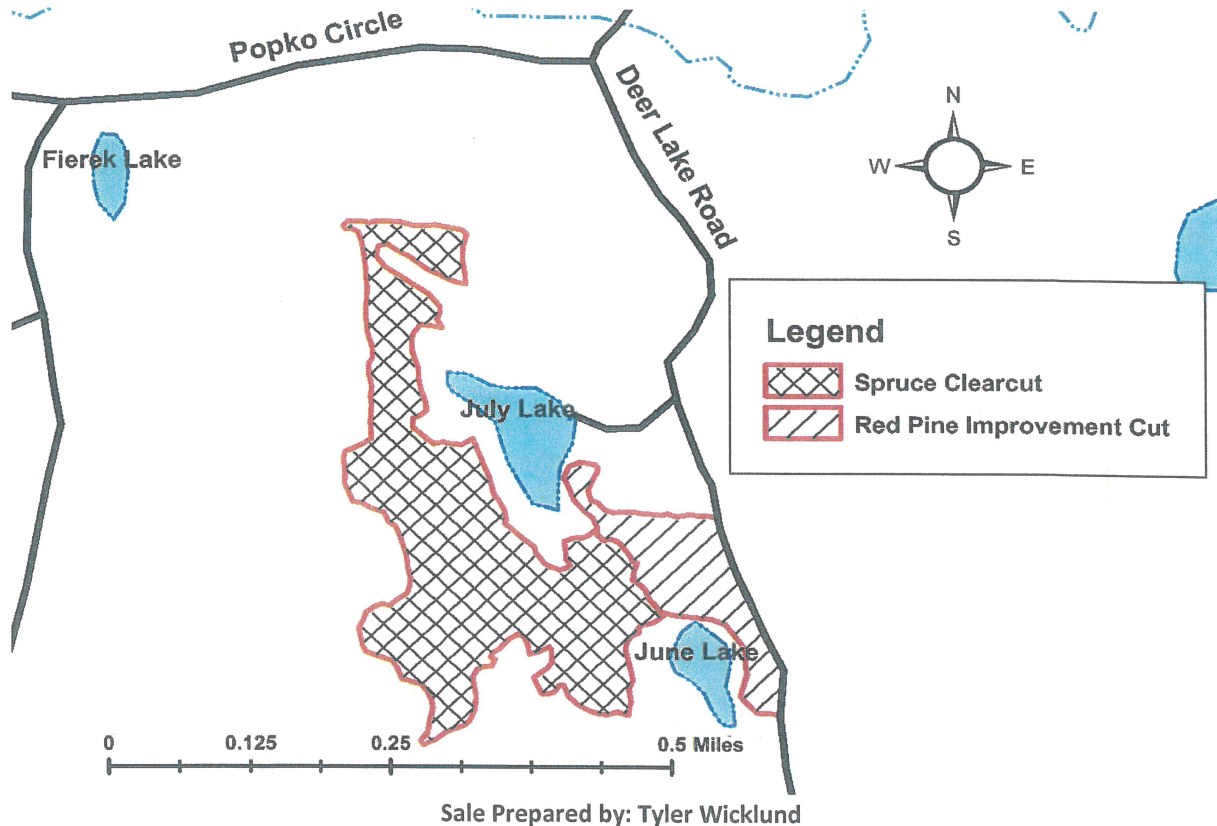 Popko Circle
Deer Lake Road
Fierek Lake
N
W
E
S
Legend
Spruce Clearcut
Red Pine Improvement Cut
July Lake
June Lake
0 0.125 0.25 0.5 Miles
Sale Prepared by: Tyler Wicklund